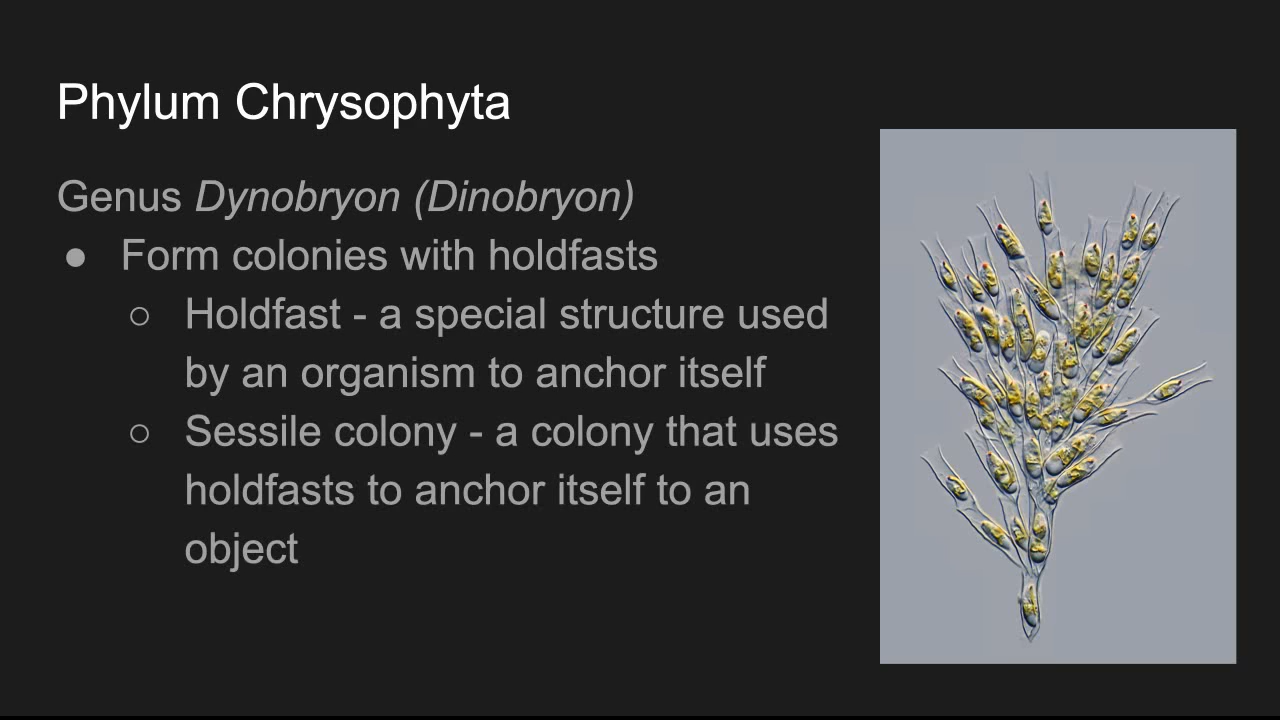 Phylum Chrysophyta
Genus Dynobryon (Dinobryon)
● Form colonies with holdfasts
○ Holdfast - a special structure used
by an organism to anchor itself
○ Sessile colony - a colony that uses
holdfasts to anchor itself to an
object